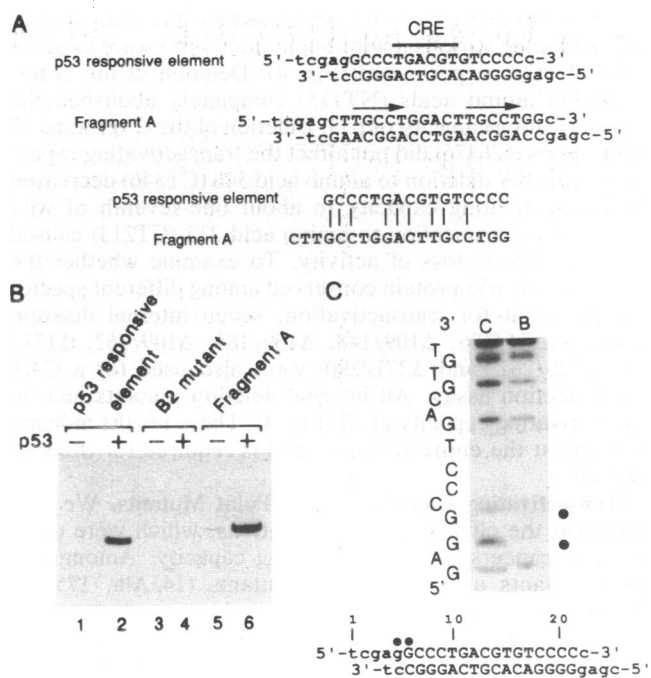 A
CRE
p53 responsive element 5'-tcgagGCCCTGACGTGTCCCCc-3'
3'-tcCGGGACTGCACAGGGGgagc-5'
Fragment A 5'-tcgagCTTGCCTGGACTTGCCTGGc-3'
3'-cGAACGGACCTGAACGGACCgagc-5'
p53 responsive element GCCCTGACGTGTCCCC
Fragment A CTTGCCTGGACTTGCCTGG
B
p53 responsive element
B2 mutant
Fragment A
p53 − + − + − +
1 2 3 4 5 6
C
C B
3'
T
G
G
C
A
G
T
C
C
C
G
G
A
G
5'
1 10 20
5'-tcgagGCCCTGACGTGTCCCCc-3'
3'-tcCGGGACTGCACAGGGGgagc-5'